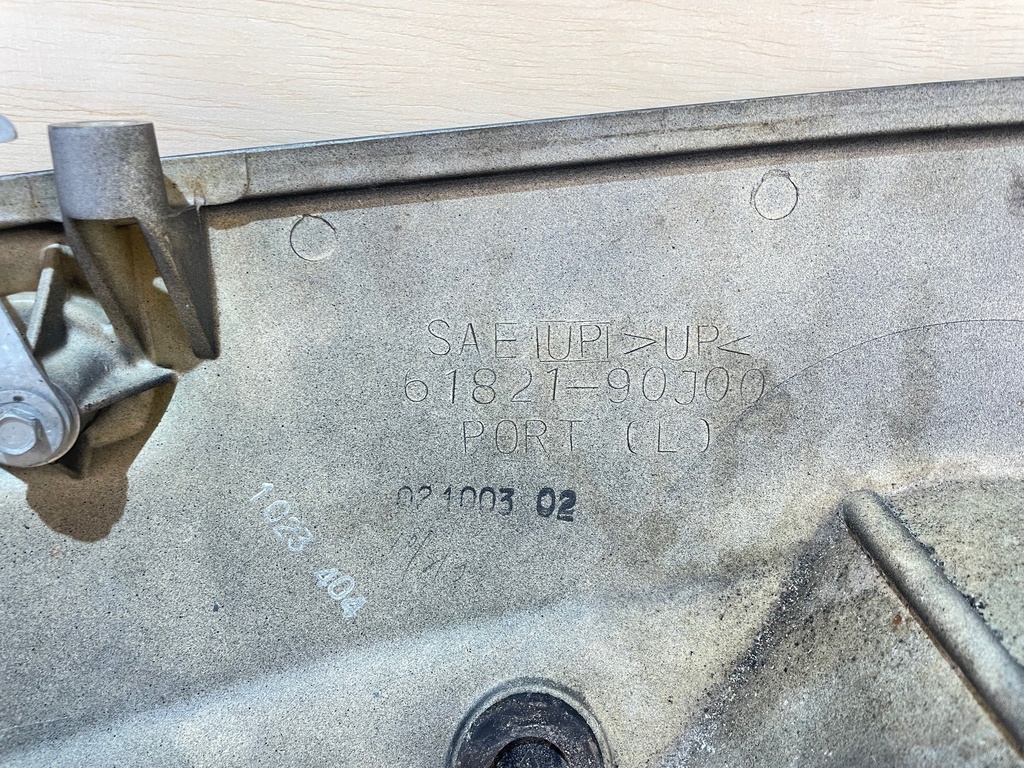 SAE UP >UP<
61821-90J00
PORT (L)
021003 02
1023 404